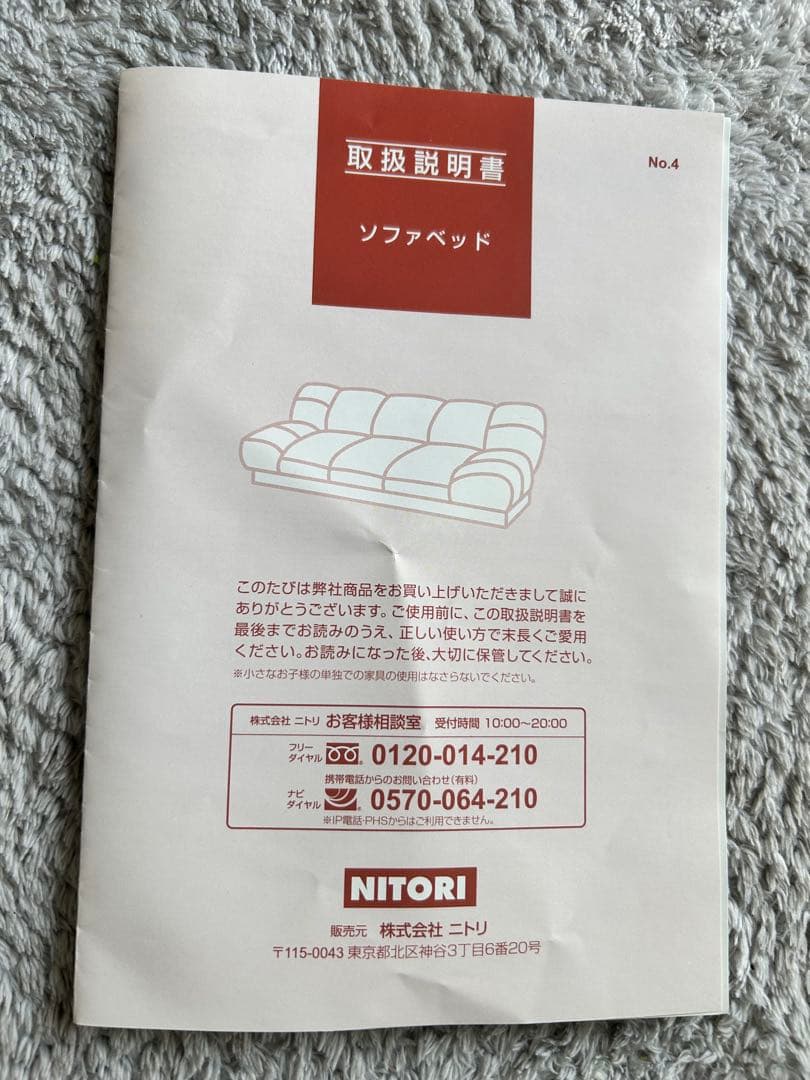 取扱説明書
No.4
ソファベッド
このたびは弊社商品をお買い上げいただきまして誠に
ありがとうございます。ご使用前に、この取扱説明書を
最後までお読みのうえ、正しい使い方で末長くご愛用
ください。お読みになった後、大切に保管してください。
※小さなお子様の単独での家具の使用はなさらないでください。
株式会社 ニトリ お客様相談室 受付時間 10:00〜20:00
フリー
ダイヤル 0120-014-210
携帯電話からのお問い合わせ(有料)
ナビ
ダイヤル 0570-064-210
※IP電話・PHSからはご利用できません。
NITORI
販売元 株式会社 ニトリ
〒115-0043 東京都北区神谷3丁目6番20号